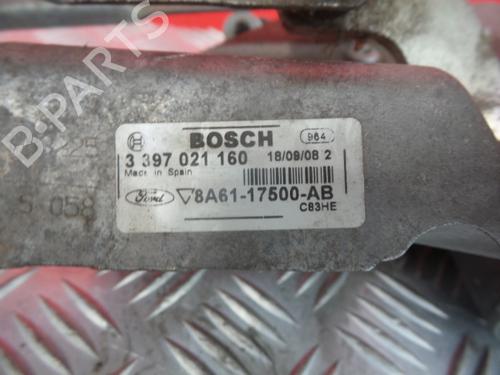 B-PARTS
BOSCH 964
3 397 021 160 18/09/08 2
Made in Spain
Ford 8A61-17500-AB
C83HE
S 058